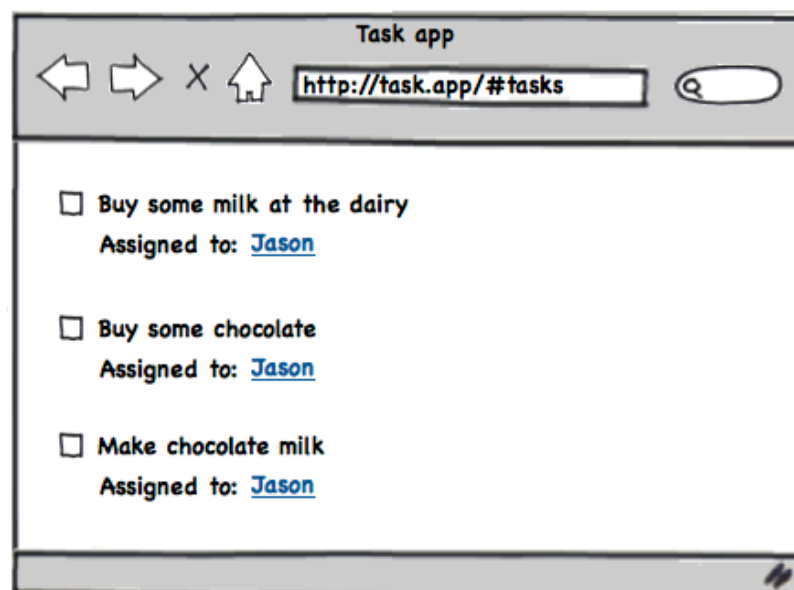 Task app
http://task.app/#tasks
Buy some milk at the dairy
Assigned to: Jason
Buy some chocolate
Assigned to: Jason
Make chocolate milk
Assigned to: Jason